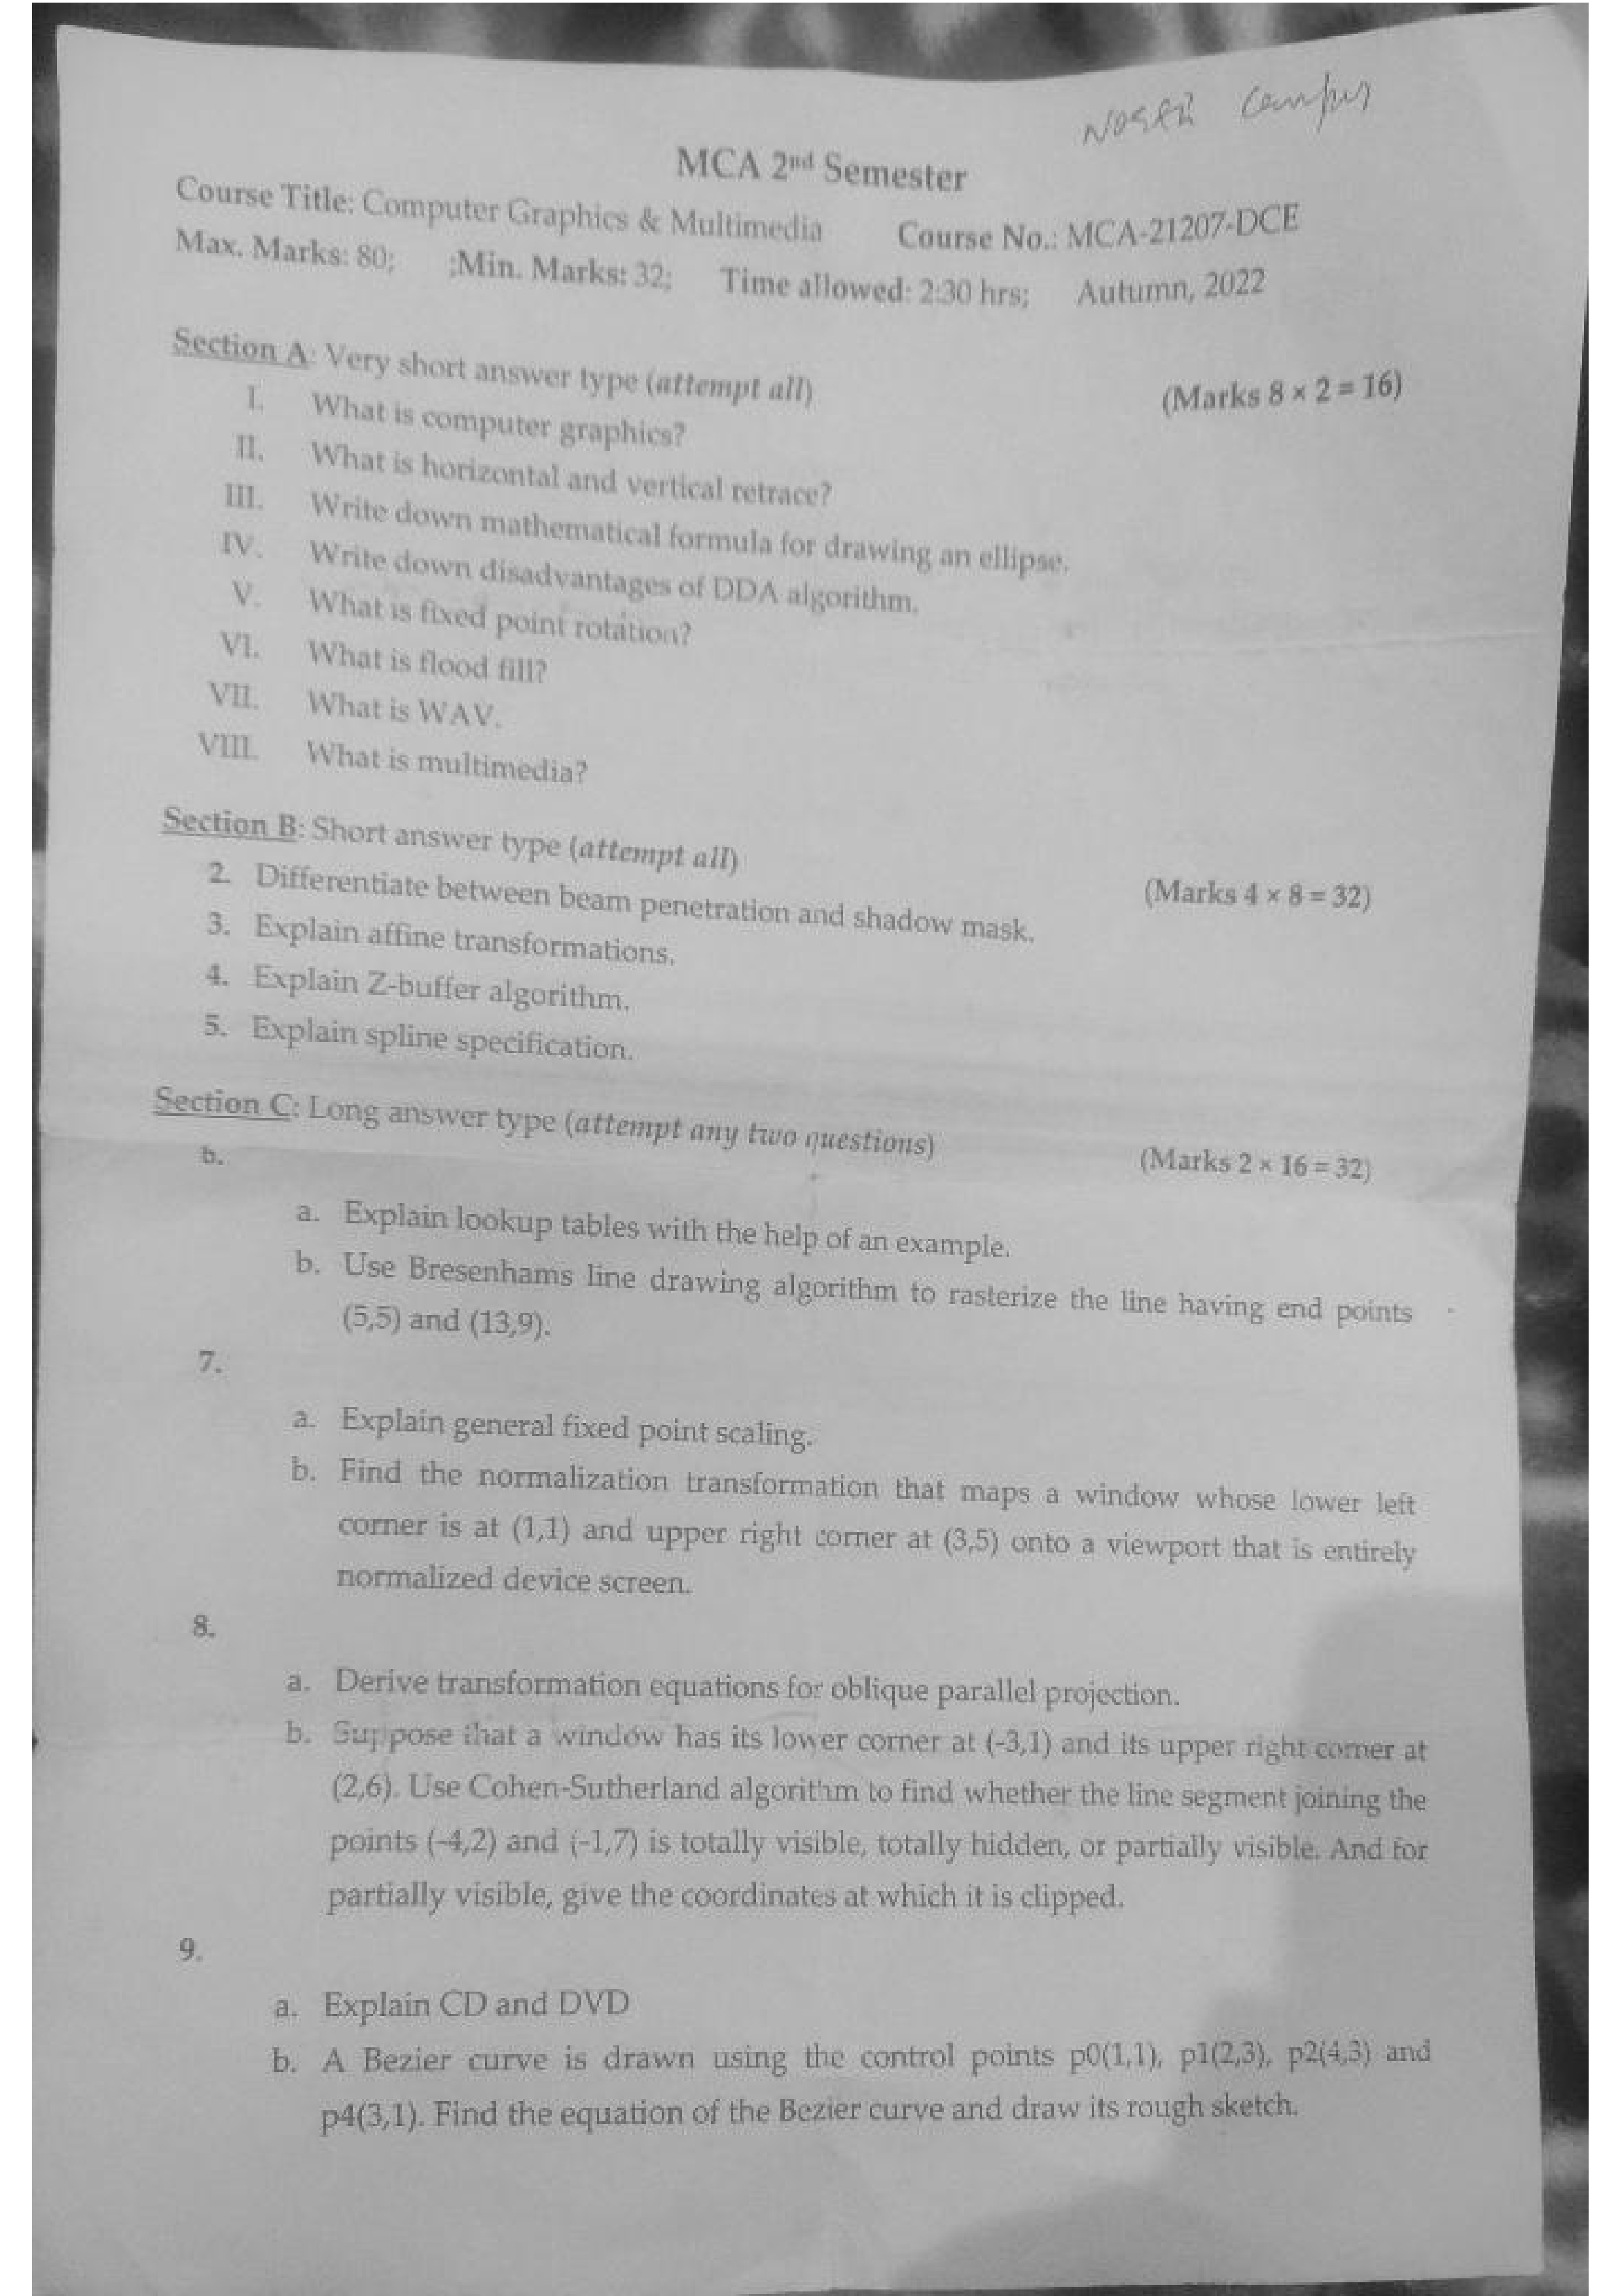 North Campus
MCA 2nd Semester
Course Title: Computer Graphics & Multimedia Course No.: MCA-21207-DCE
Max. Marks: 80; ;Min. Marks: 32; Time allowed: 2:30 hrs; Autumn, 2022
Section A: Very short answer type (attempt all) (Marks 8 × 2 = 16)
I. What is computer graphics?
II. What is horizontal and vertical retrace?
III. Write down mathematical formula for drawing an ellipse.
IV. Write down disadvantages of DDA algorithm.
V. What is fixed point rotation?
VI. What is flood fill?
VII. What is WAV.
VIII. What is multimedia?
Section B: Short answer type (attempt all) (Marks 4 × 8 = 32)
2. Differentiate between beam penetration and shadow mask.
3. Explain affine transformations.
4. Explain Z-buffer algorithm.
5. Explain spline specification.
Section C: Long answer type (attempt any two questions) (Marks 2 × 16 = 32)
b.
a. Explain lookup tables with the help of an example.
b. Use Bresenhams line drawing algorithm to rasterize the line having end points
(5,5) and (13,9).
7.
a. Explain general fixed point scaling.
b. Find the normalization transformation that maps a window whose lower left
corner is at (1,1) and upper right corner at (3,5) onto a viewport that is entirely
normalized device screen.
8.
a. Derive transformation equations for oblique parallel projection.
b. Suppose that a window has its lower corner at (-3,1) and its upper right corner at
(2,6). Use Cohen-Sutherland algorithm to find whether the line segment joining the
points (-4,2) and (-1,7) is totally visible, totally hidden, or partially visible. And for
partially visible, give the coordinates at which it is clipped.
9.
a. Explain CD and DVD
b. A Bezier curve is drawn using the control points p0(1,1), p1(2,3), p2(4,3) and
p4(3,1). Find the equation of the Bezier curve and draw its rough sketch.